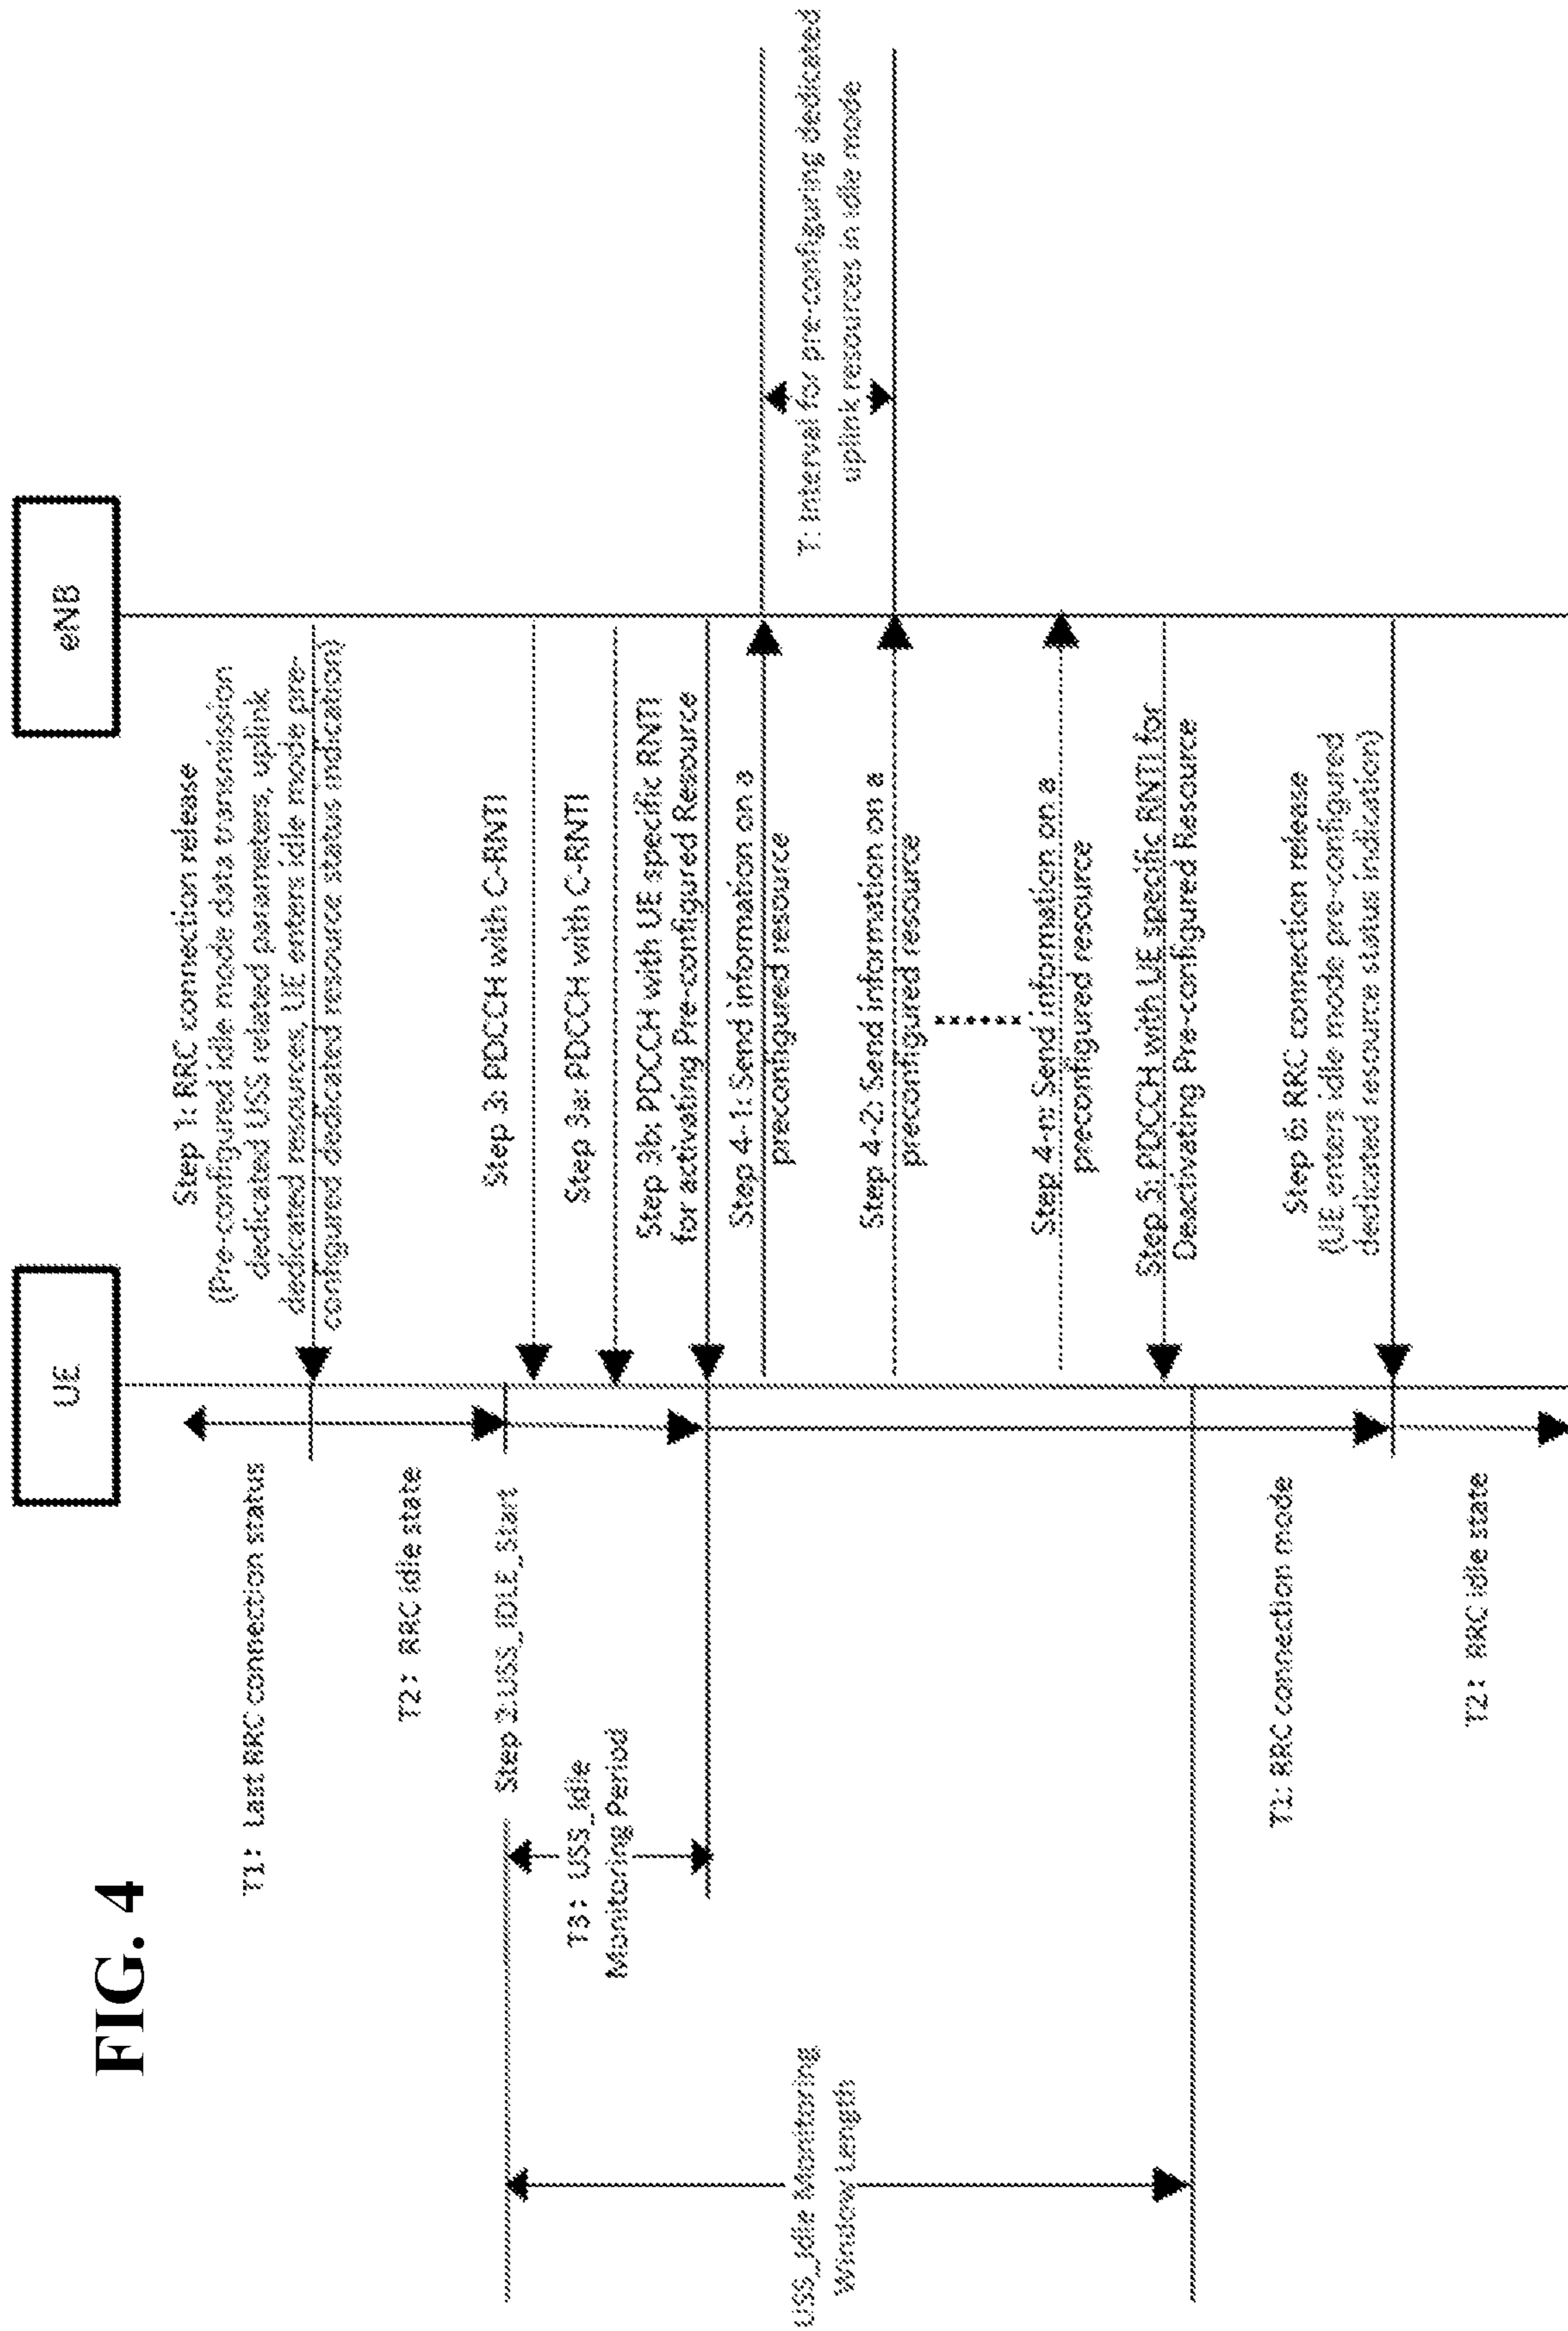 FIG. 4
UE
eNB
Step 1: RRC connection release
(Pre-configured idle mode data transmission
dedicated USS related parameters, uplink
dedicated resources, UE enters idle mode pre-
configured dedicated resource status indication)
T1: Last RRC connection status
T2: RRC idle state
Step 2:USS_IDLE_Start
Step 3: PDCCH with C-RNTI
Step 3a: PDCCH with C-RNTI
T3: USS_Idle
Monitoring Period
Step 3b: PDCCH with UE specific RNTI
for activating Pre-configured Resource
Step 4-1: Send information on a
preconfigured resource
T: Interval for pre-configuring dedicated
uplink resources in idle mode
USS_Idle Monitoring
Window Length
Step 4-2: Send information on a
preconfigured resource
Step 4-n: Send information on a
preconfigured resource
Step 5: PDCCH with UE specific RNTI for
Deactivating Pre-configured Resource
T1: RRC connection mode
Step 6: RRC connection release
(UE enters idle mode pre-configured
dedicated resource status indication)
T2: RRC idle state